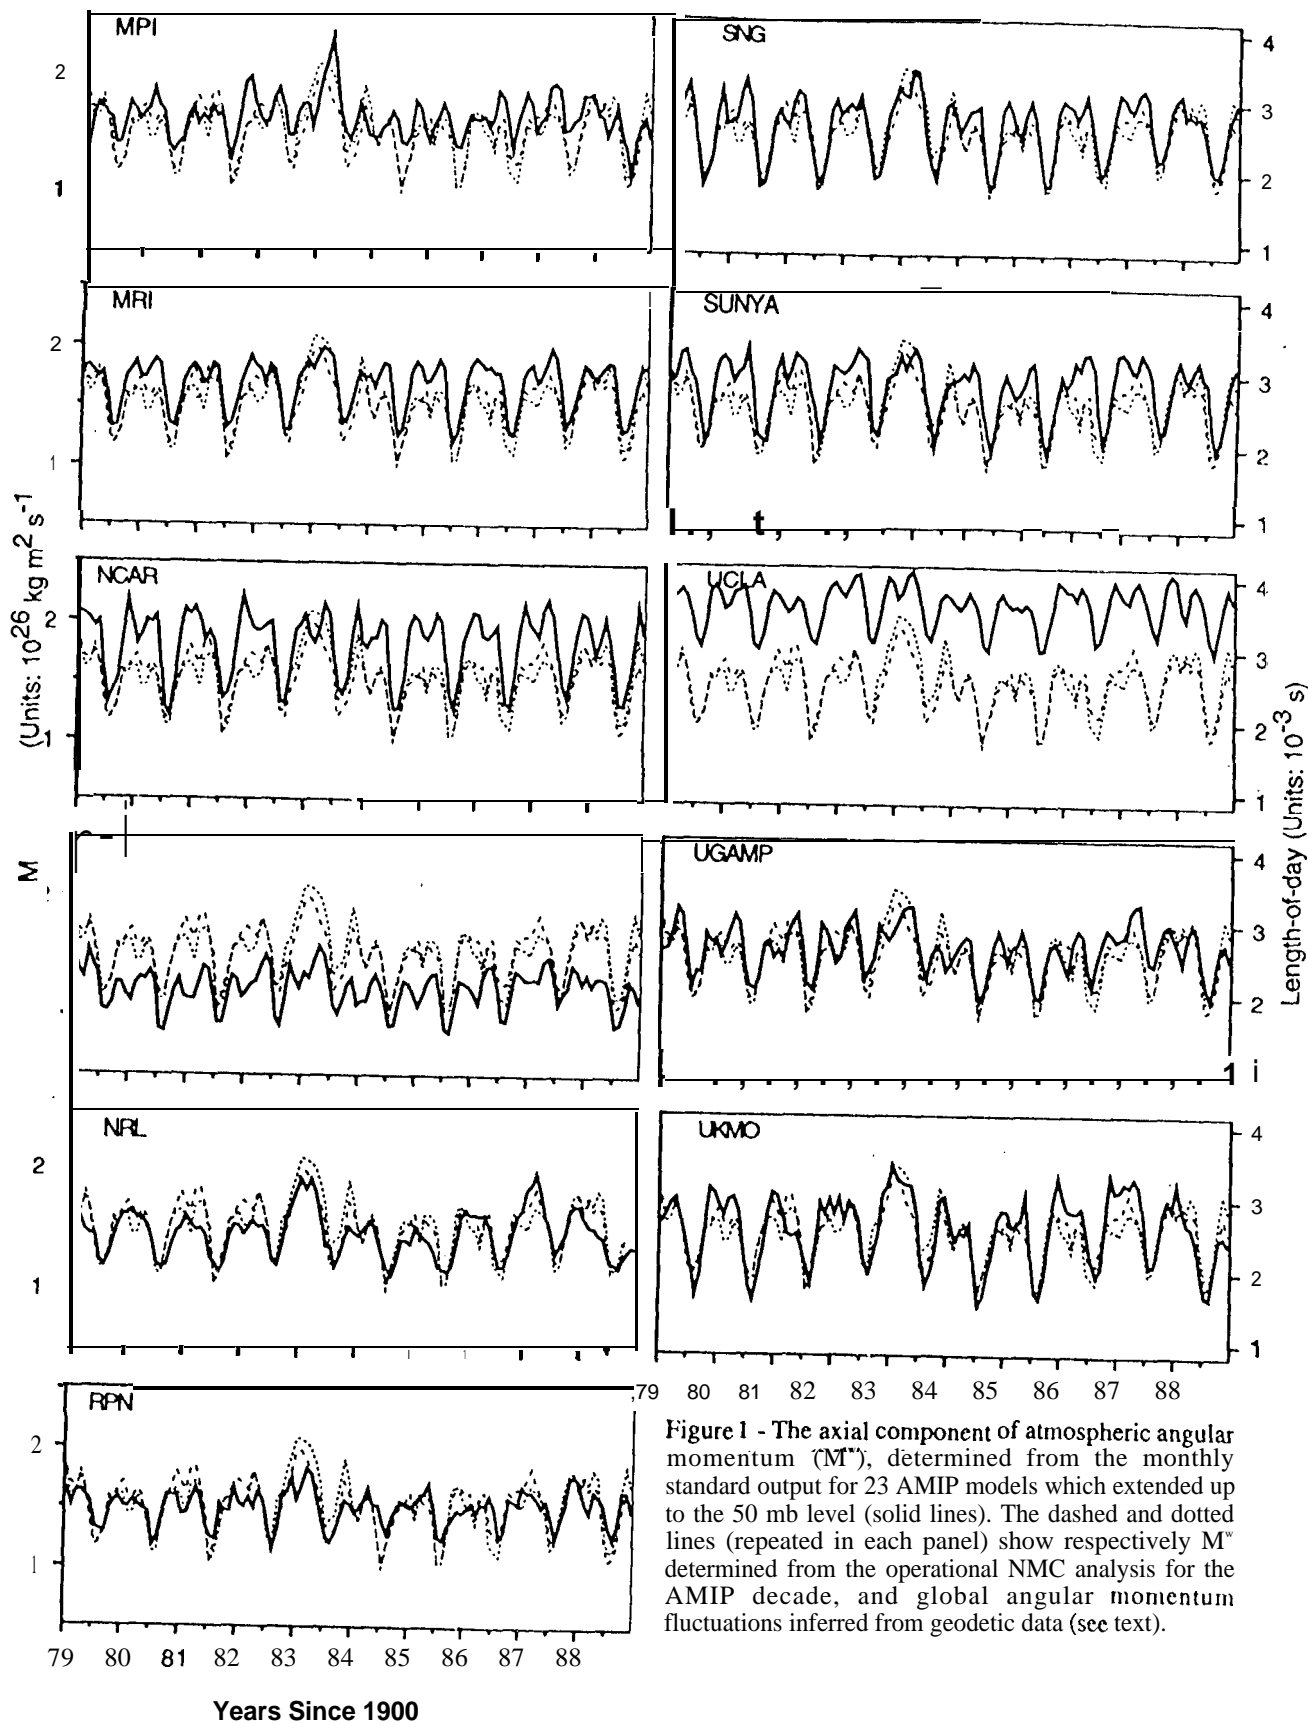 MPI
2
1
MRI
2
1
(Units: 10^26 kg m^2 s^-1
NCAR
2
1
M
NRL
2
1
RPN
2
1
79 80 81 82 83 84 85 86 87 88
Years Since 1900
SNG
4
3
2
1
SUNYA
4
3
2
1
UCLA
4
3
2
1
Length-of-day (Units: 10^-3 s)
UGAMP
4
3
2
1
UKMO
4
3
2
1
79 80 81 82 83 84 85 86 87 88
Figure 1 - The axial component of atmospheric angular
momentum (M^w), determined from the monthly
standard output for 23 AMIP models which extended up
to the 50 mb level (solid lines). The dashed and dotted
lines (repeated in each panel) show respectively M^w
determined from the operational NMC analysis for the
AMIP decade, and global angular momentum
fluctuations inferred from geodetic data (see text).